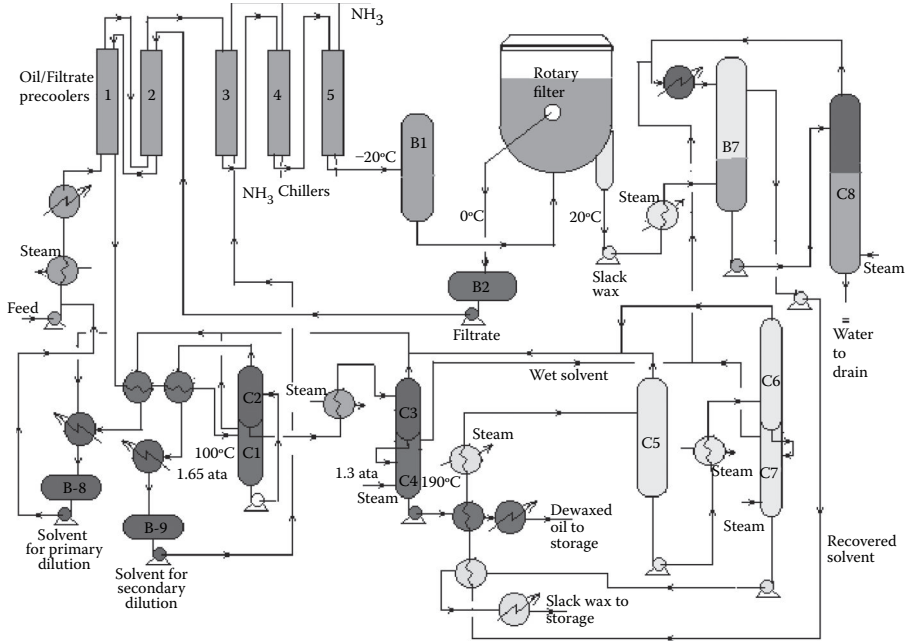 NH3
Oil/Filtrate
precoolers
1
2
3
4
5
–20°C
NH3 Chillers
B1
Rotary
filter
0°C
20°C
Steam
Slack
wax
B7
C8
Steam
Water
to
drain
Steam
Feed
B2
Filtrate
Wet solvent
C2
C1
100°C
1.65 ata
Steam
C3
C4
1.3 ata
Steam
190°C
Steam
C5
C6
C7
Steam
Steam
B-8
Solvent
for primary
dilution
B-9
Solvent for
secondary
dilution
Dewaxed
oil to
storage
Slack wax to
storage
Recovered
solvent